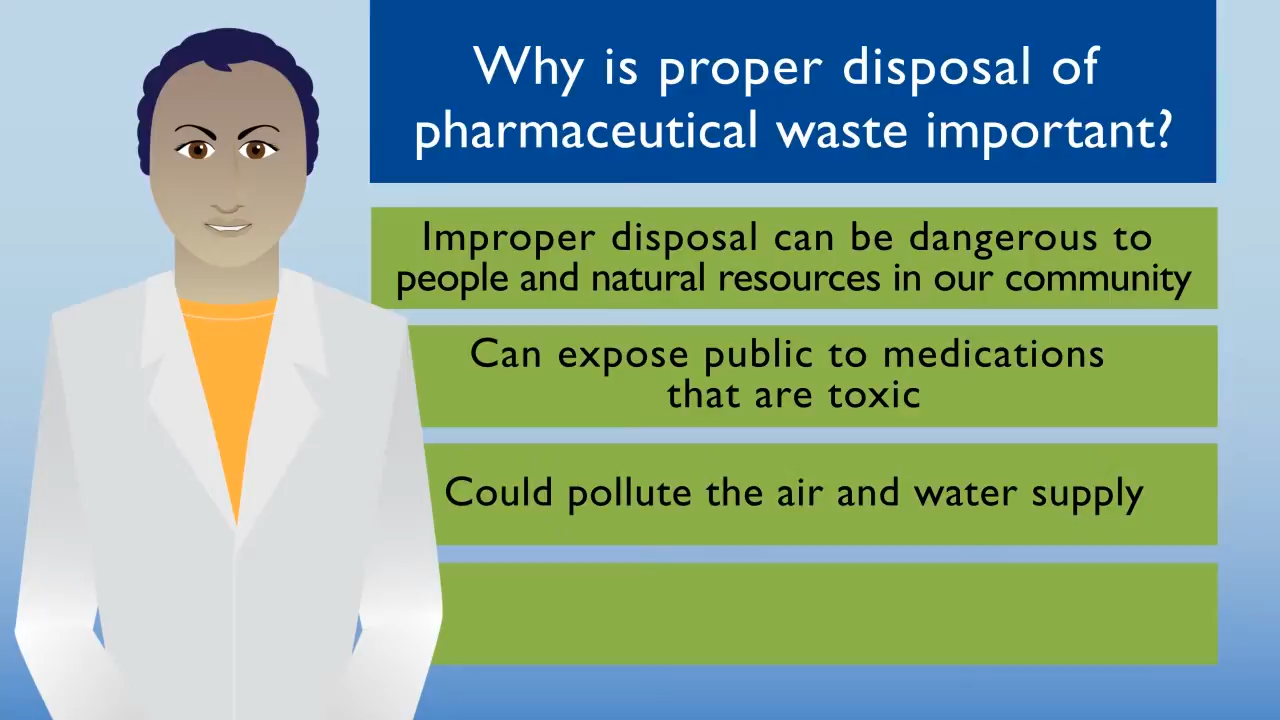 Why is proper disposal of
pharmaceutical waste important?
Improper disposal can be dangerous to
people and natural resources in our community
Can expose public to medications
that are toxic
Could pollute the air and water supply